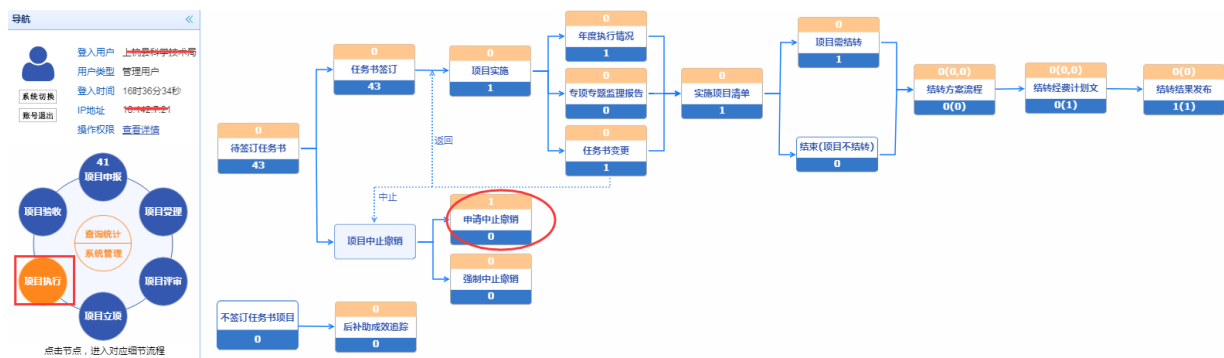 导航
«
登入用户 上杭县科学技术局
用户类型 管理用户
登入时间 16时36分34秒
IP地址 10.142.7.21
操作权限 查看详情
系统切换
账号退出
41
项目申报
项目验收
项目受理
查询统计
系统管理
项目执行
项目评审
项目立项
点击节点，进入对应细节流程
0
待签订任务书
43
0
任务书签订
43
0
项目实施
1
0
年度执行情况
1
0
专项专题监理报告
0
0
任务书变更
1
返回
中止
项目中止撤销
1
申请中止撤销
0
0
强制中止撤销
0
0
实施项目清单
1
0
项目需结转
1
结束(项目不结转)
0
0(0,0)
结转方案流程
0(0)
0(0,0)
结转经费计划文
0(1)
0(0)
结转结果发布
1(1)
不签订任务书项目
0
0
后补助成效追踪
0